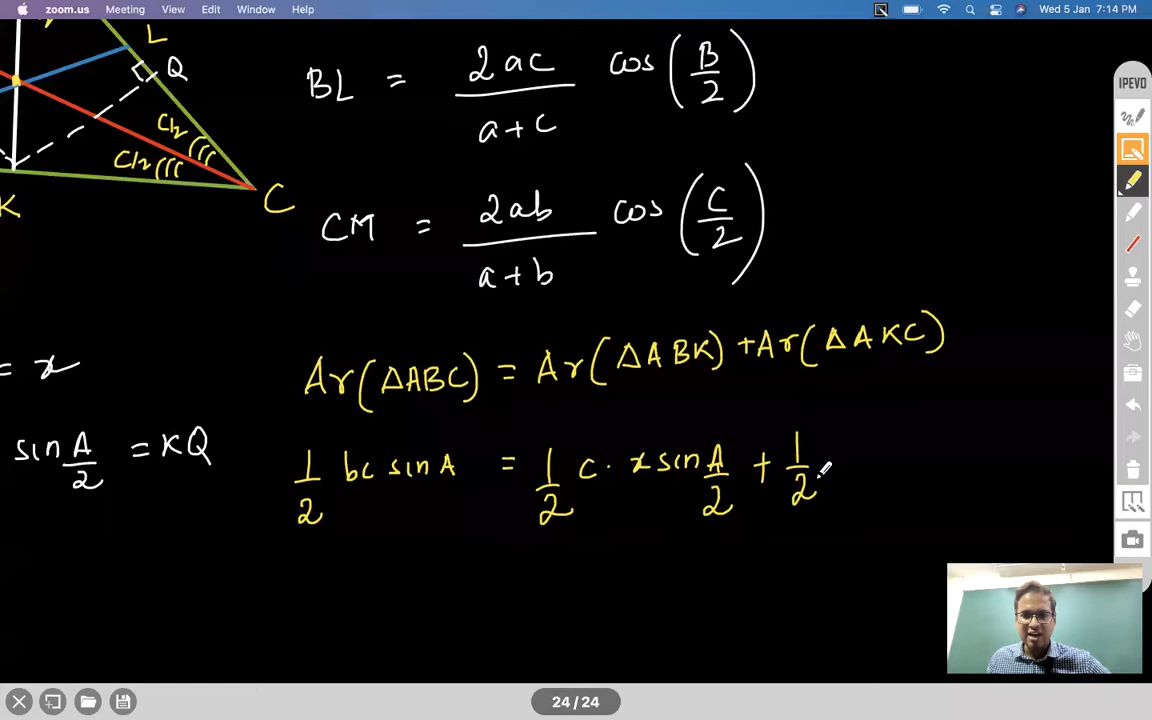 zoom.us Meeting View Edit Window Help Wed 5 Jan 7:14 PM
L
Q
C/2
C/2
C
K
BL = 2ac / a+c cos(B/2)
CM = 2ab / a+b cos(C/2)
IPEVO
= x
Ar(ΔABC) = Ar(ΔABK) + Ar(ΔAKC)
sin A/2 = KQ
1/2 bc sin A = 1/2 c · x sin A/2 + 1/2
24 / 24